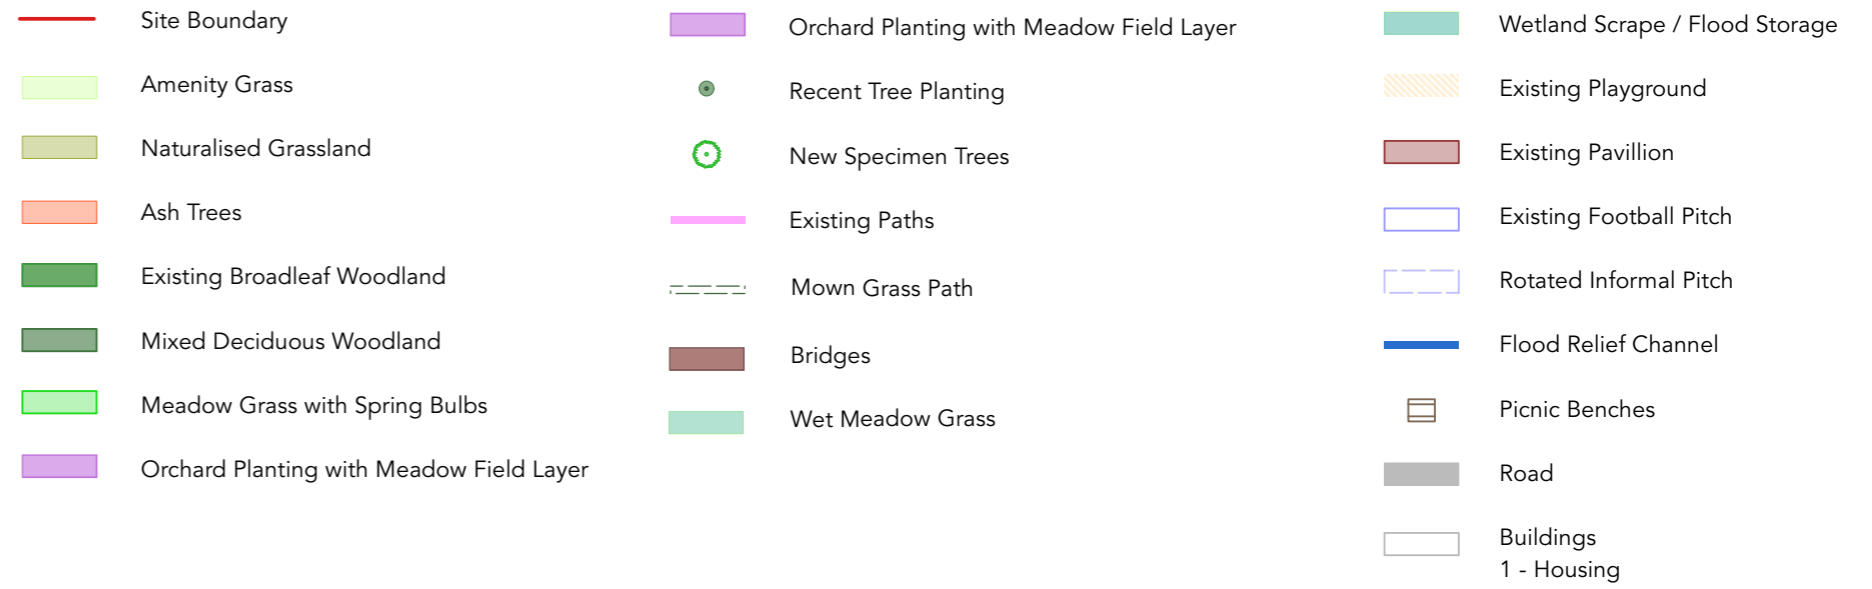 Site Boundary
Amenity Grass
Naturalised Grassland
Ash Trees
Existing Broadleaf Woodland
Mixed Deciduous Woodland
Meadow Grass with Spring Bulbs
Orchard Planting with Meadow Field Layer
Orchard Planting with Meadow Field Layer
Recent Tree Planting
New Specimen Trees
Existing Paths
Mown Grass Path
Bridges
Wet Meadow Grass
Wetland Scrape / Flood Storage
Existing Playground
Existing Pavillion
Existing Football Pitch
Rotated Informal Pitch
Flood Relief Channel
Picnic Benches
Road
Buildings
1 - Housing